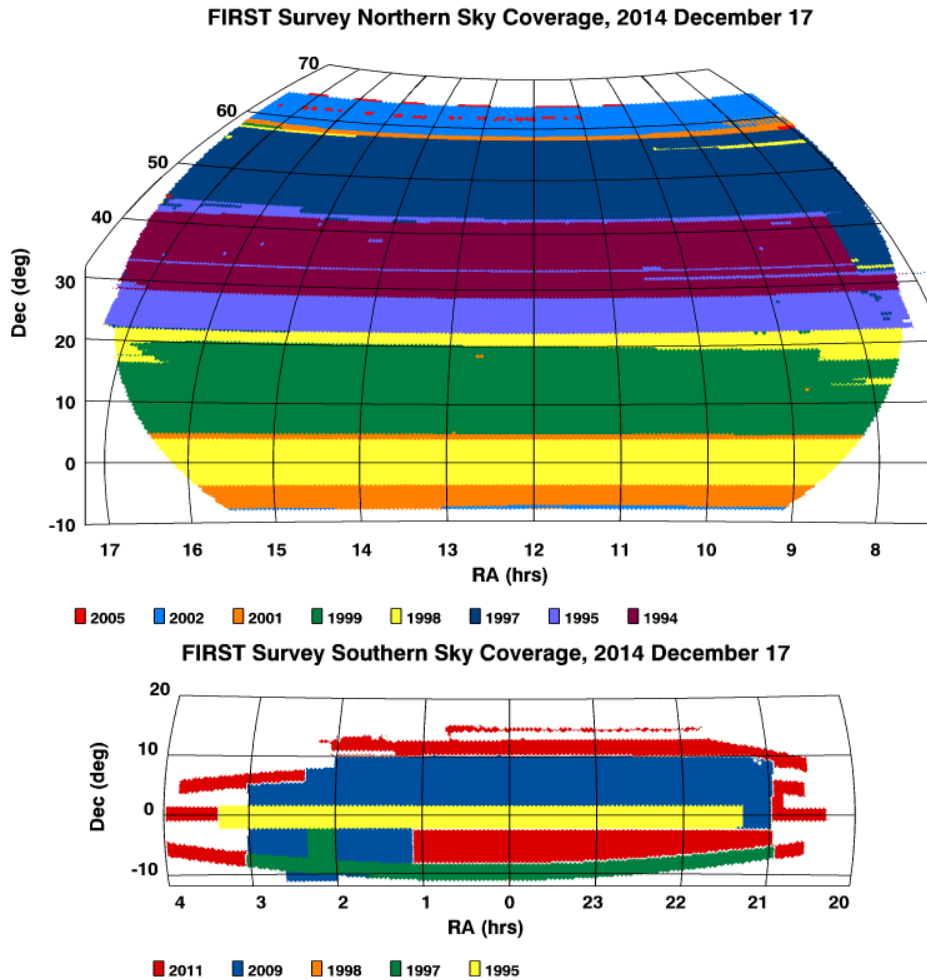 FIRST Survey Northern Sky Coverage, 2014 December 17
70
60
50
40
30
20
10
0
-10
Dec (deg)
17 16 15 14 13 12 11 10 9 8
RA (hrs)
2005 2002 2001 1999 1998 1997 1995 1994
FIRST Survey Southern Sky Coverage, 2014 December 17
20
10
0
-10
Dec (deg)
4 3 2 1 0 23 22 21 20
RA (hrs)
2011 2009 1998 1997 1995